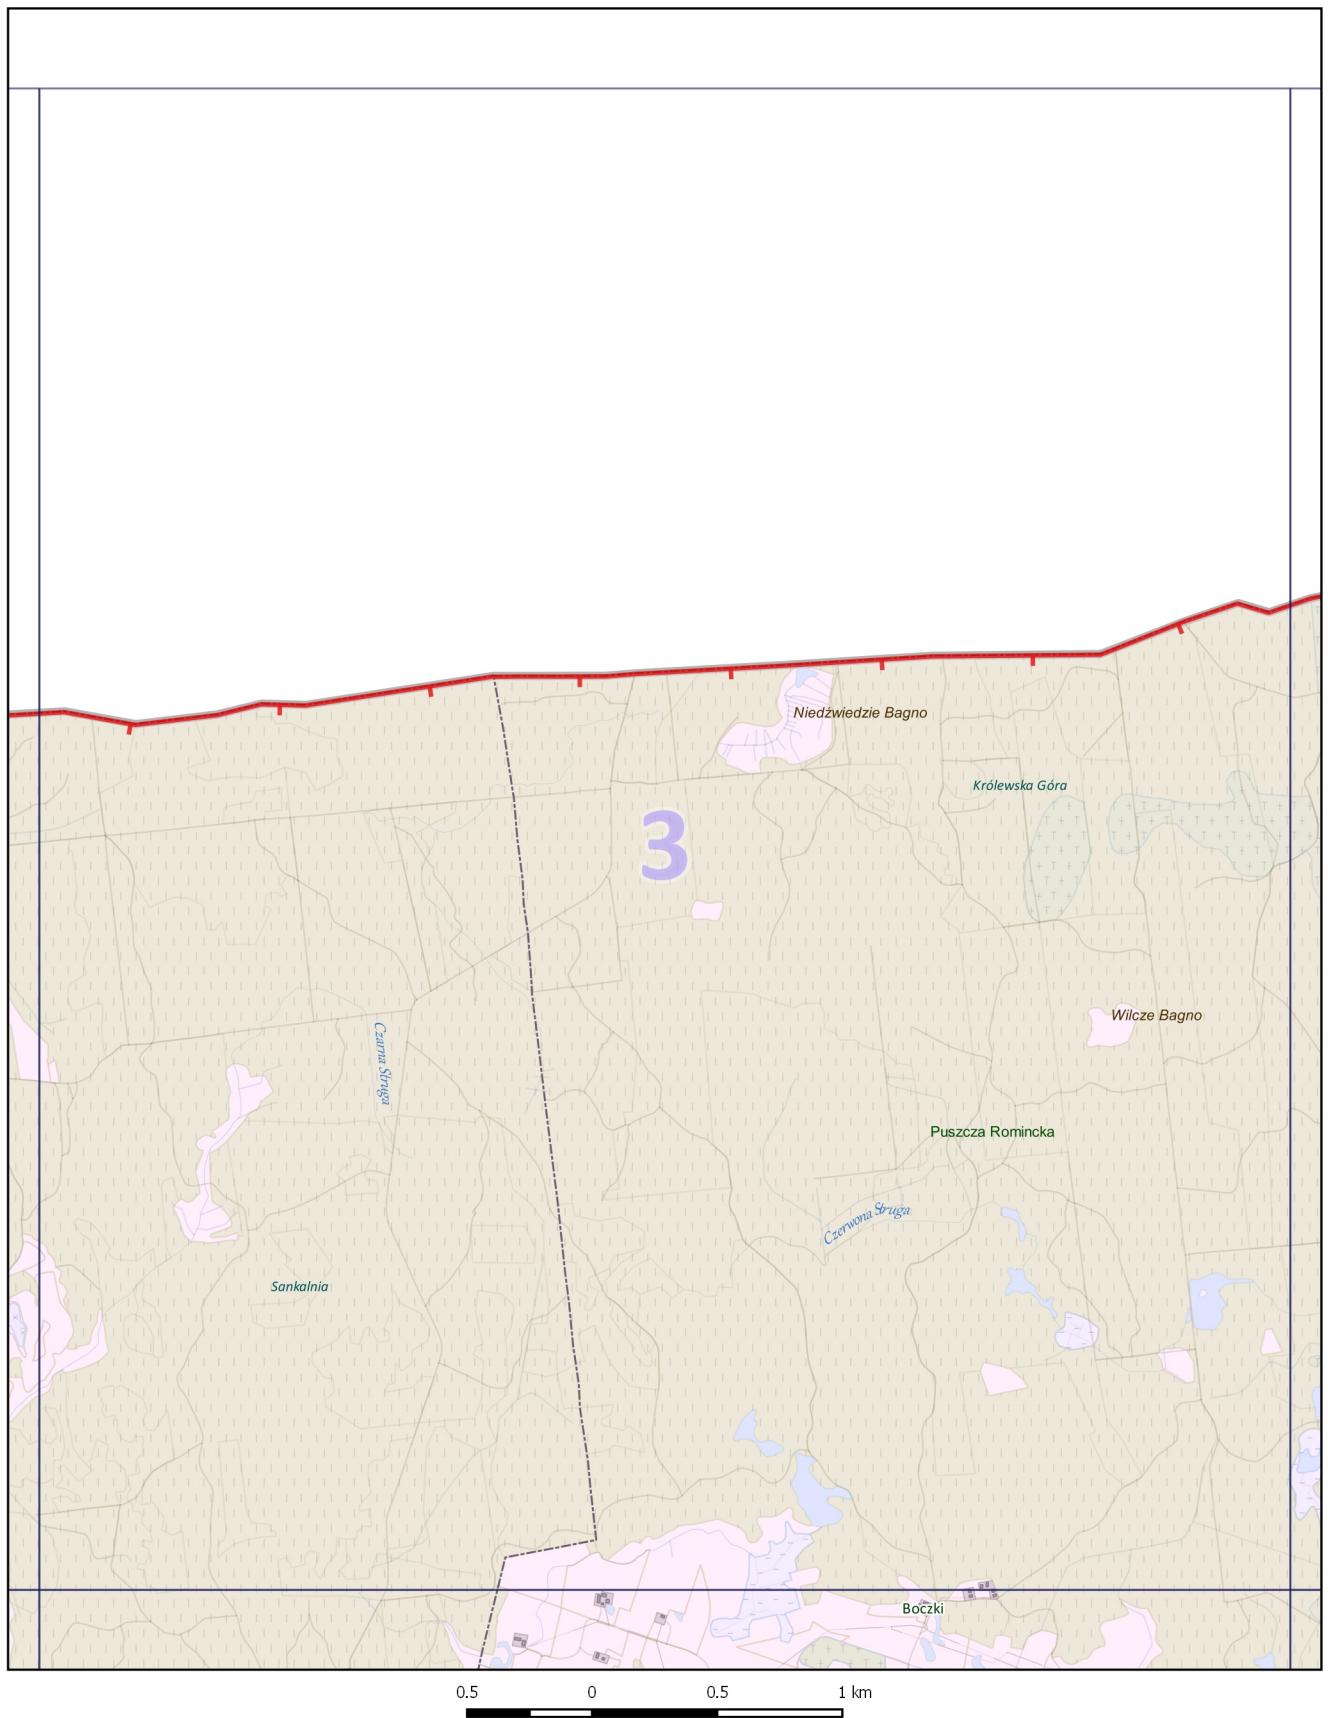 Niedźwiedzie Bagno
Królewska Góra
3
Wilcze Bagno
Czarna Struga
Puszcza Romincka
Czerwona Struga
Sankalnia
Boczki
0.5 0 0.5 1 km